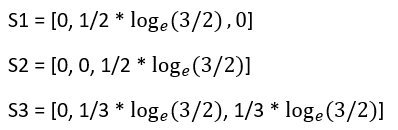 S1 = [0, 1/2 * logₑ(3/2) ,0]
S2 = [0, 0, 1/2 * logₑ(3/2)]
S3 = [0, 1/3 * logₑ(3/2), 1/3 * logₑ(3/2)]